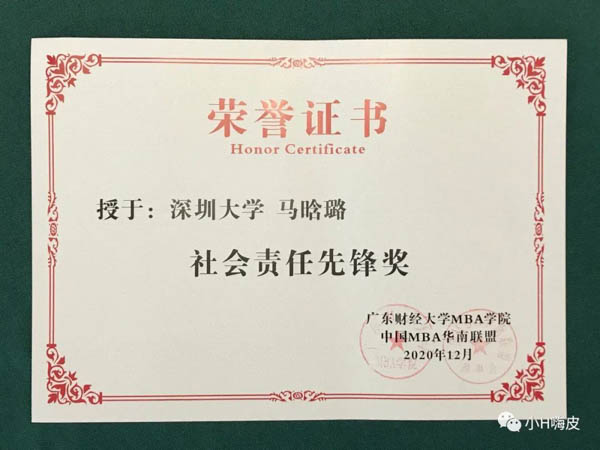 荣誉证书
Honor Certificate
授于：深圳大学 马晗璐
社会责任先锋奖
广东财经大学MBA学院
中国MBA华南联盟
2020年12月
小H嗨皮